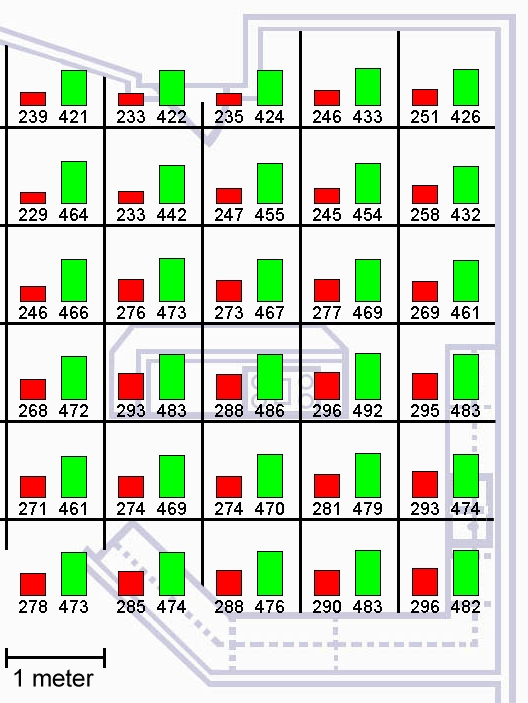 239 421 233 422 235 424 246 433 251 426
229 464 233 442 247 455 245 454 258 432
246 466 276 473 273 467 277 469 269 461
268 472 293 483 288 486 296 492 295 483
271 461 274 469 274 470 281 479 293 474
278 473 285 474 288 476 290 483 296 482
1 meter